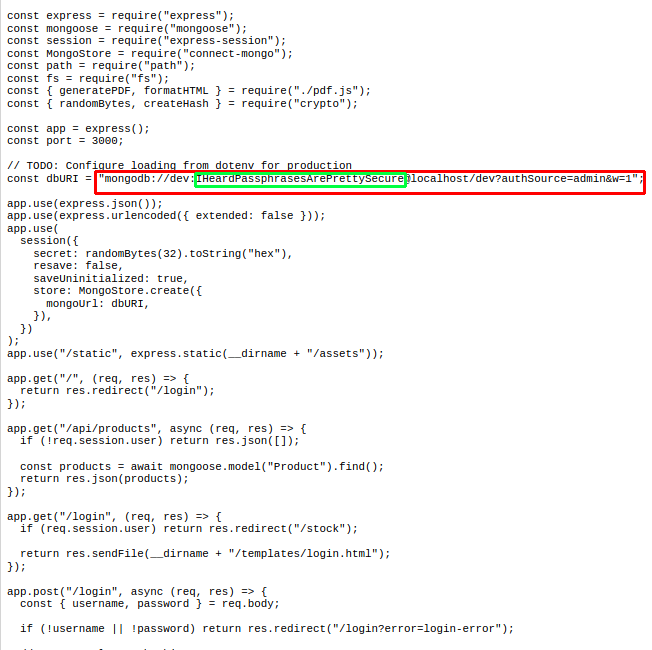 const express = require("express");
const mongoose = require("mongoose");
const session = require("express-session");
const MongoStore = require("connect-mongo");
const path = require("path");
const fs = require("fs");
const { generatePDF, formatHTML } = require("./pdf.js");
const { randomBytes, createHash } = require("crypto");

const app = express();
const port = 3000;

// TODO: Configure loading from dotenv for production
const dbURI = "mongodb://dev:IHeardPassphrasesArePrettySecure@localhost/dev?authSource=admin&w=1";

app.use(express.json());
app.use(express.urlencoded({ extended: false }));
app.use(
  session({
    secret: randomBytes(32).toString("hex"),
    resave: false,
    saveUninitialized: true,
    store: MongoStore.create({
      mongoUrl: dbURI,
    }),
  })
);
app.use("/static", express.static(__dirname + "/assets"));

app.get("/", (req, res) => {
  return res.redirect("/login");
});

app.get("/api/products", async (req, res) => {
  if (!req.session.user) return res.json([]);

  const products = await mongoose.model("Product").find();
  return res.json(products);
});

app.get("/login", (req, res) => {
  if (req.session.user) return res.redirect("/stock");

  return res.sendFile(__dirname + "/templates/login.html");
});

app.post("/login", async (req, res) => {
  const { username, password } = req.body;

  if (!username || !password) return res.redirect("/login?error=login-error");